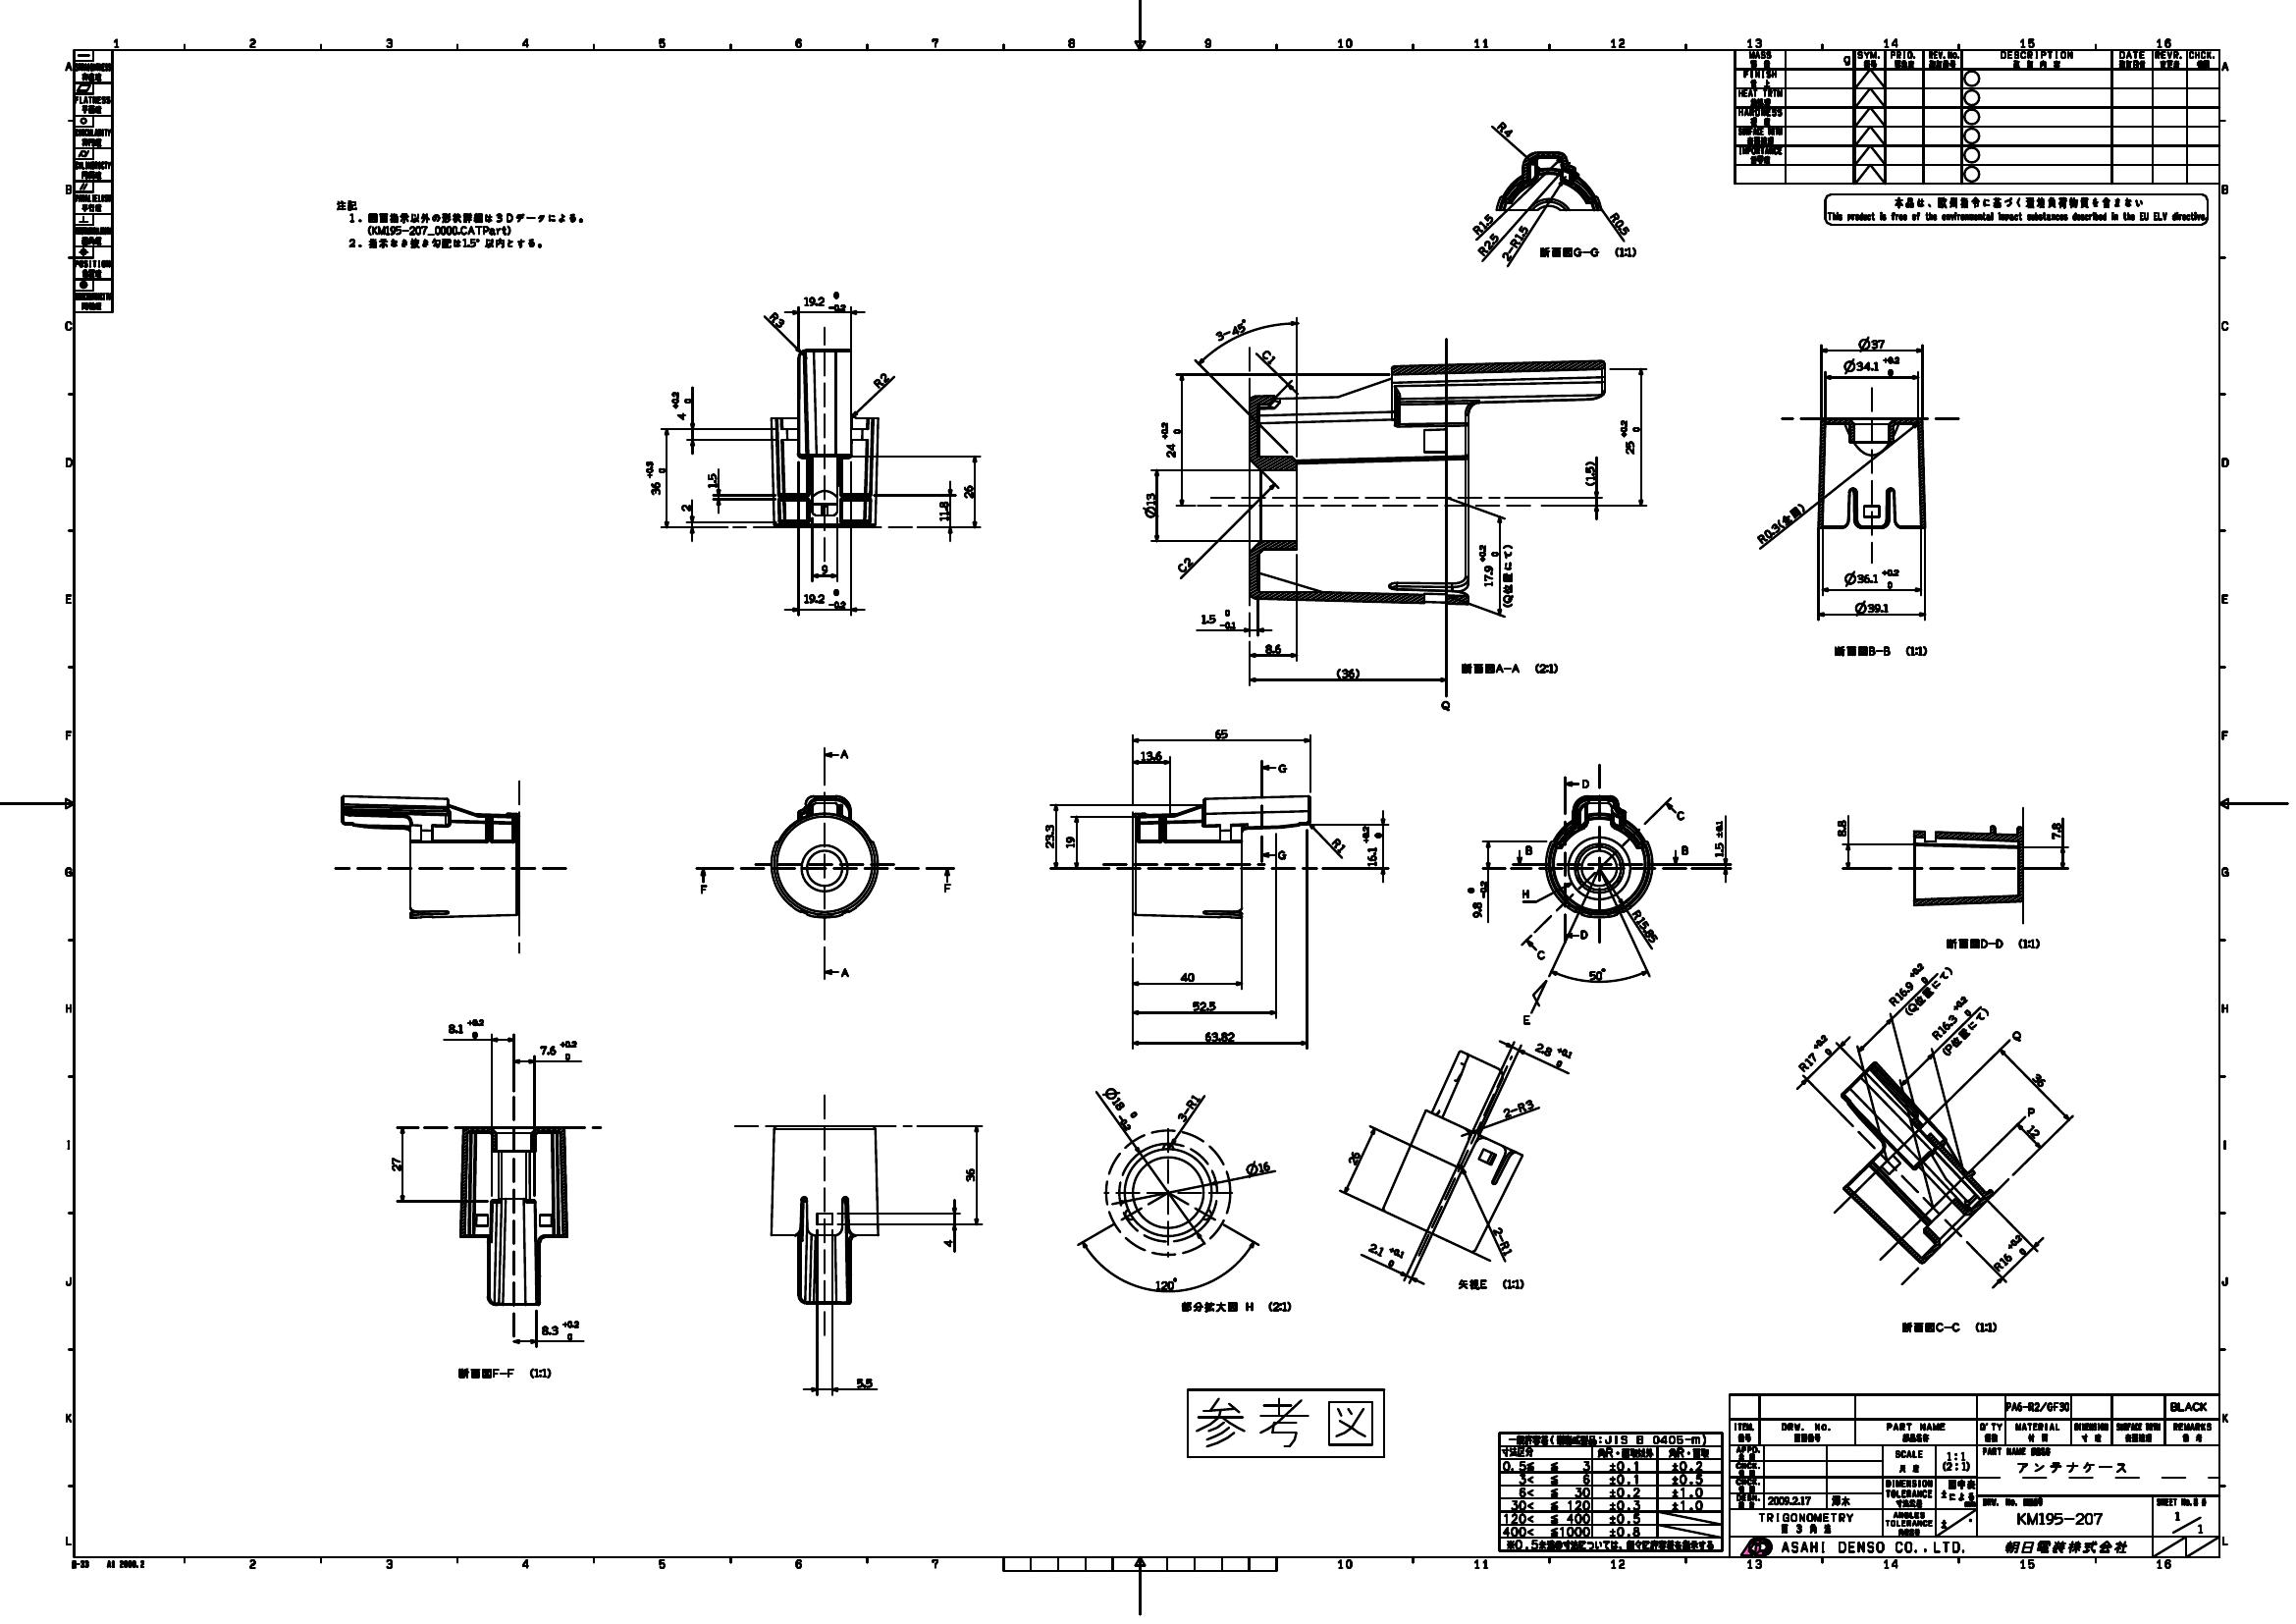 1 2 3 4 5 6 7 8 9 10 11 12 13 14 15 16
A
B
C
D
E
F
G
H
I
J
K
L
FLATNESS
POSITION
MASS
g
SYM.
PRIO.
REV. No.
DESCRIPTION
DATE
REVR.
CHCK.
FINISH
HEAT TRTM
HARDNESS
IMPORTANCE
本品は、欧州指令に基づく環境負荷物質を含まない
This product is free of the environmental impact substances described in the EU ELV directive.
注記
1. 図面指示以外の形状詳細は3Dデータによる。
(KM195-207_0000.CATPart)
2. 指示なき抜き勾配は1.5°以内とする。
R4
R1.5
R2.5
2-R1.5
R0.5
断面図G-G (1:1)
19.2 0 -0.2
R3
R2
4 +0.2 0
36 +0.3 0
1.5
2
26
11.8
9
19.2 0 -0.2
3-45°
C1
24 +0.2 0
Ø13
C2
25 +0.2 0
(1.5)
17.9 +0.2 0
(Q位置にて)
1.5 0 -0.1
8.6
(36)
Q
断面図A-A (2:1)
Ø37
Ø34.1 +0.2 0
R0.3(全周)
Ø36.1 +0.2 0
Ø39.1
断面図B-B (1:1)
A
A
F
F
65
13.6
G
G
23.3
19
R1
16.1 +0.2 0
40
52.5
63.82
D
D
C
C
B
B
H
1.5 ±0.1
9.8 0 -0.2
R15.85
50°
E
8.8
7.8
断面図D-D (1:1)
8.1 +0.2 0
7.6 +0.2 0
27
8.3 +0.2 0
断面図F-F (1:1)
36
4
5.5
Ø18 0 -0.2
3-R1
Ø16
120°
部分拡大図 H (2:1)
2.8 +0.1 0
2-R3
26
2-R1
2.1 +0.1 0
矢視E (1:1)
R16.9 +0.2 0
(Q位置にて)
R16.3 +0.2 0
(P位置にて)
R17 +0.2 0
Q
36
P
12
R16 +0.2 0
断面図C-C (1:1)
参考図
:JIS B 0405-m)
寸法区分
0.5≦ ≦ 3 ±0.1 ±0.2
3< ≦ 6 ±0.1 ±0.5
6< ≦ 30 ±0.2 ±1.0
30< ≦ 120 ±0.3 ±1.0
120< ≦ 400 ±0.5
400< ≦1000 ±0.8
PA6-R2/GF30
BLACK
ITEM.
DRW. No.
PART NAME
Q'TY
MATERIAL
DIMENSION
REMARKS
SCALE
1:1
(2:1)
PART NAME
アンテナケース
DIMENSION
TOLERANCE
2009.2.17
TRIGONOMETRY
第3角法
ANGLES
TOLERANCE
KM195-207
1
1
ASAHI DENSO CO.,LTD. 朝日電装株式会社